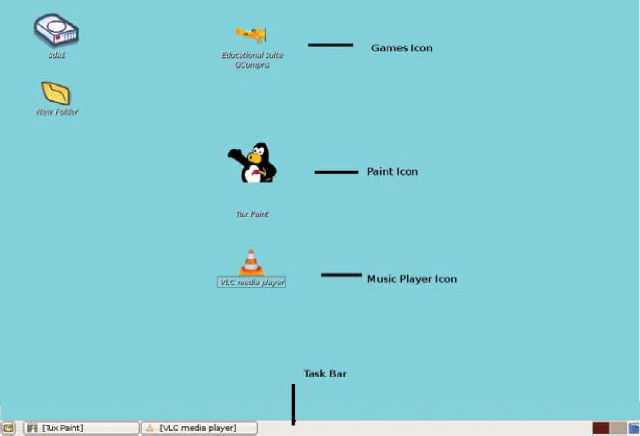 sda1
Educational suite
GCompris
Games Icon
New Folder
Paint Icon
Tux Paint
VLC media player
Music Player Icon
Task Bar
[Tux Paint]
[VLC media player]